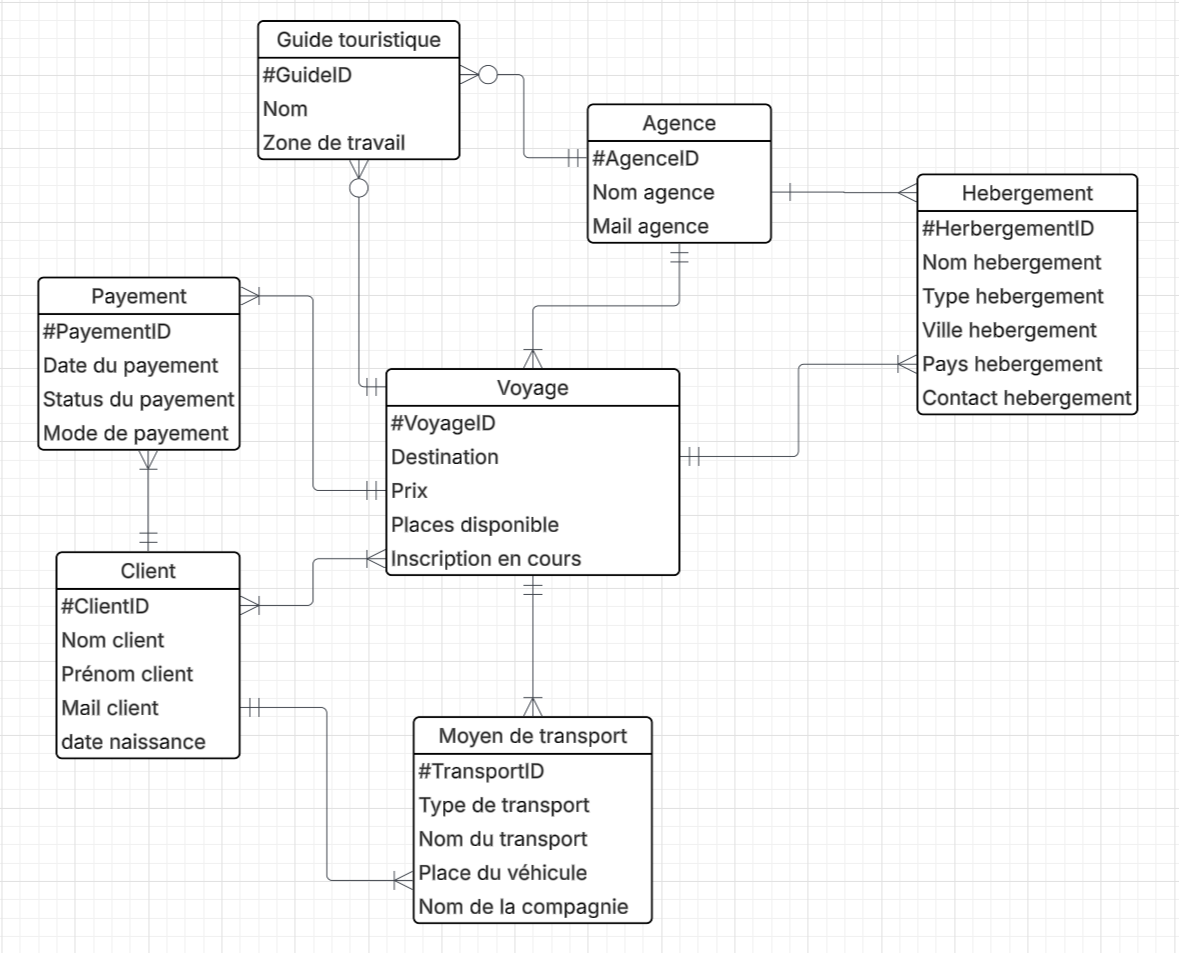 Guide touristique
#GuideID
Nom
Zone de travail
Agence
#AgenceID
Nom agence
Mail agence
Hebergement
#HerbergementID
Nom hebergement
Type hebergement
Ville hebergement
Pays hebergement
Contact hebergement
Payement
#PayementID
Date du payement
Status du payement
Mode de payement
Voyage
#VoyageID
Destination
Prix
Places disponible
Inscription en cours
Client
#ClientID
Nom client
Prénom client
Mail client
date naissance
Moyen de transport
#TransportID
Type de transport
Nom du transport
Place du véhicule
Nom de la compagnie